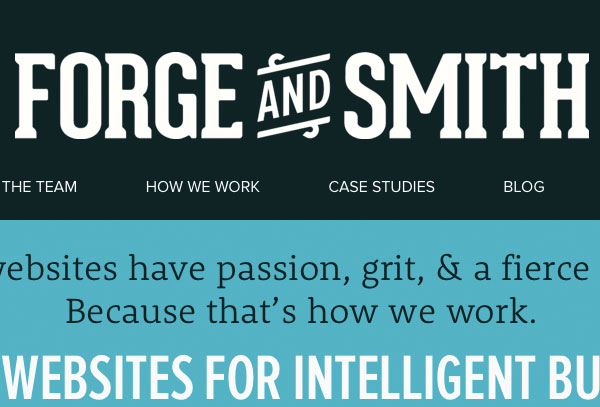 FORGE AND SMITH
THE TEAM HOW WE WORK CASE STUDIES BLOG
websites have passion, grit, & a fierce
Because that's how we work.
WEBSITES FOR INTELLIGENT BU